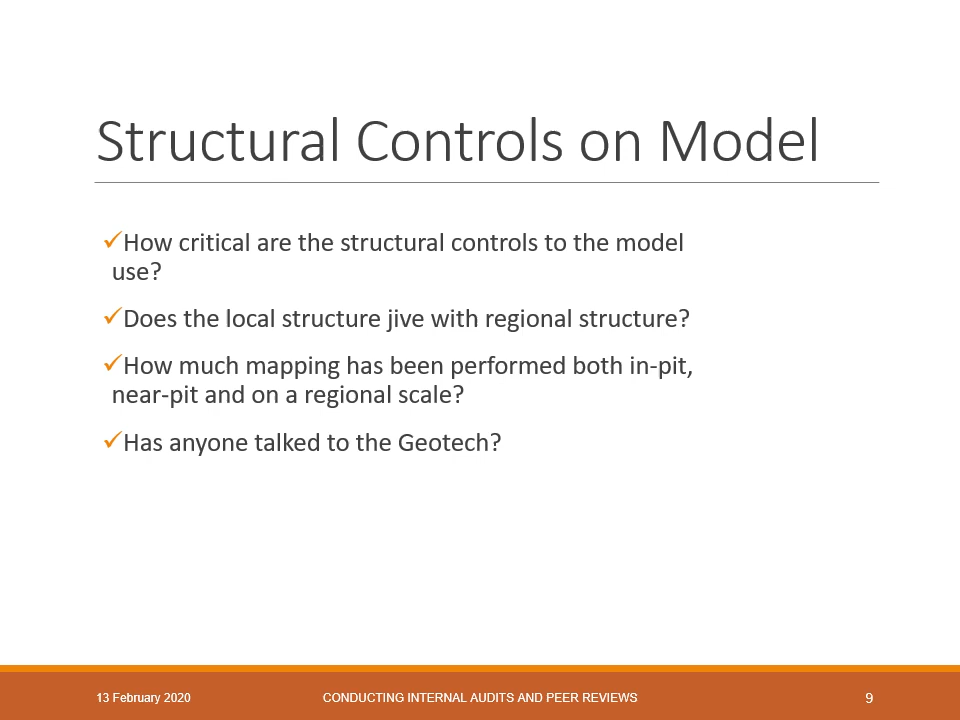 Structural Controls on Model
✓How critical are the structural controls to the model
use?
✓Does the local structure jive with regional structure?
✓How much mapping has been performed both in-pit,
near-pit and on a regional scale?
✓Has anyone talked to the Geotech?
13 February 2020 CONDUCTING INTERNAL AUDITS AND PEER REVIEWS 9